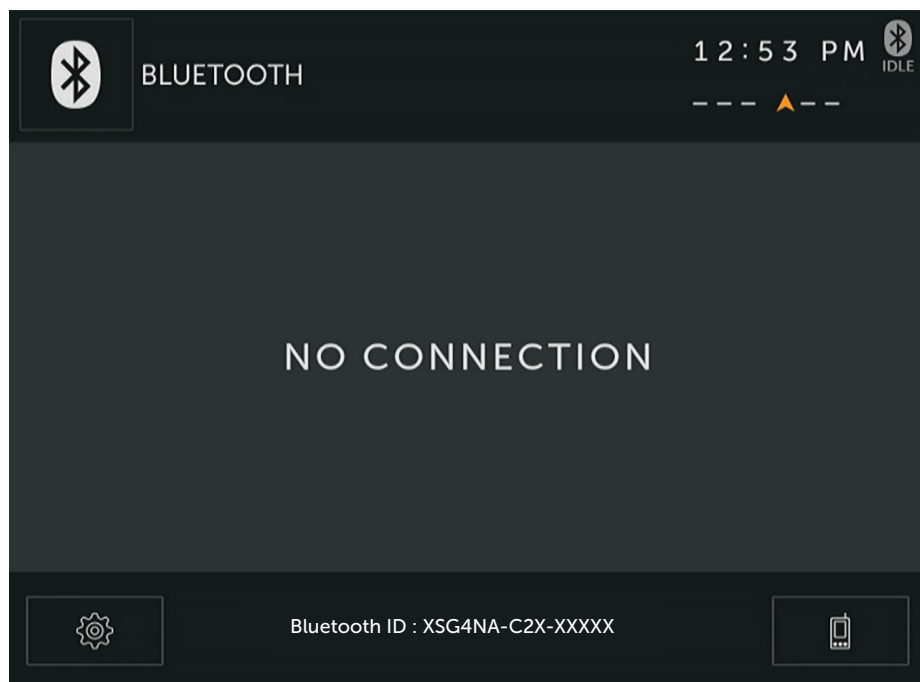 BLUETOOTH
12:53 PM
IDLE
--- --
NO CONNECTION
Bluetooth ID : XSG4NA-C2X-XXXXX